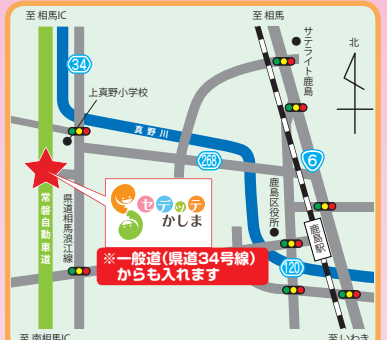 至 相馬IC
至 相馬
34
サテライト鹿島
北
上真野小学校
真野川
268
6
常磐自動車道
県道相馬浪江線
セデッテ
かしま
鹿島区役所
鹿島駅
※一般道(県道34号線)
からも入れます
120
至 南相馬IC
至 いわき